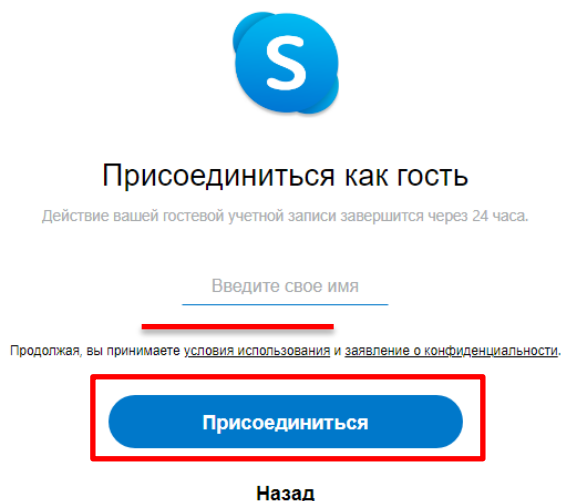 S
Присоединиться как гость
Действие вашей гостевой учетной записи завершится через 24 часа.
Введите свое имя
Продолжая, вы принимаете условия использования и заявление о конфиденциальности.
Присоединиться
Назад